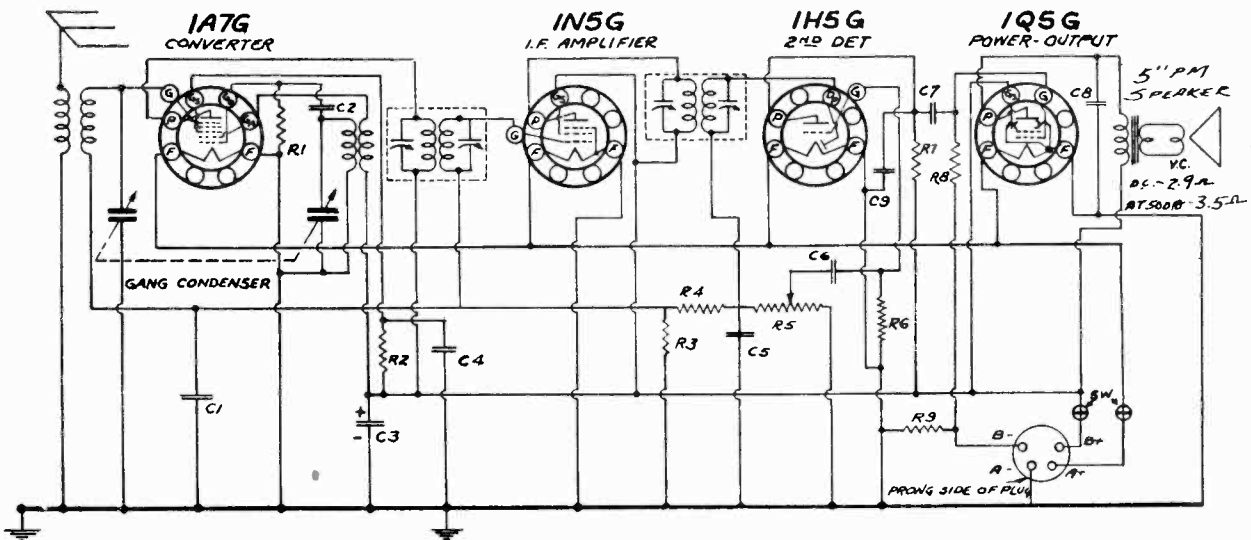 1A7G
CONVERTER
1N5G
I.F. AMPLIFIER
1H5G
2ND DET
1Q5G
POWER-OUTPUT
5" PM
SPEAKER
V.C.
D.C.-2.9Ω
AT 500~-3.5Ω
G
P
F
F
C2
R1
GANG CONDENSER
C1
R2
C3
+
-
C4
P
G
F
F
R3
R4
C5
R5
C6
P
G
F
F
C9
R6
C7
R7
R8
G
P
F
F
C8
R9
SW.
B-
B+
A-
A+
PRONG SIDE OF PLUG